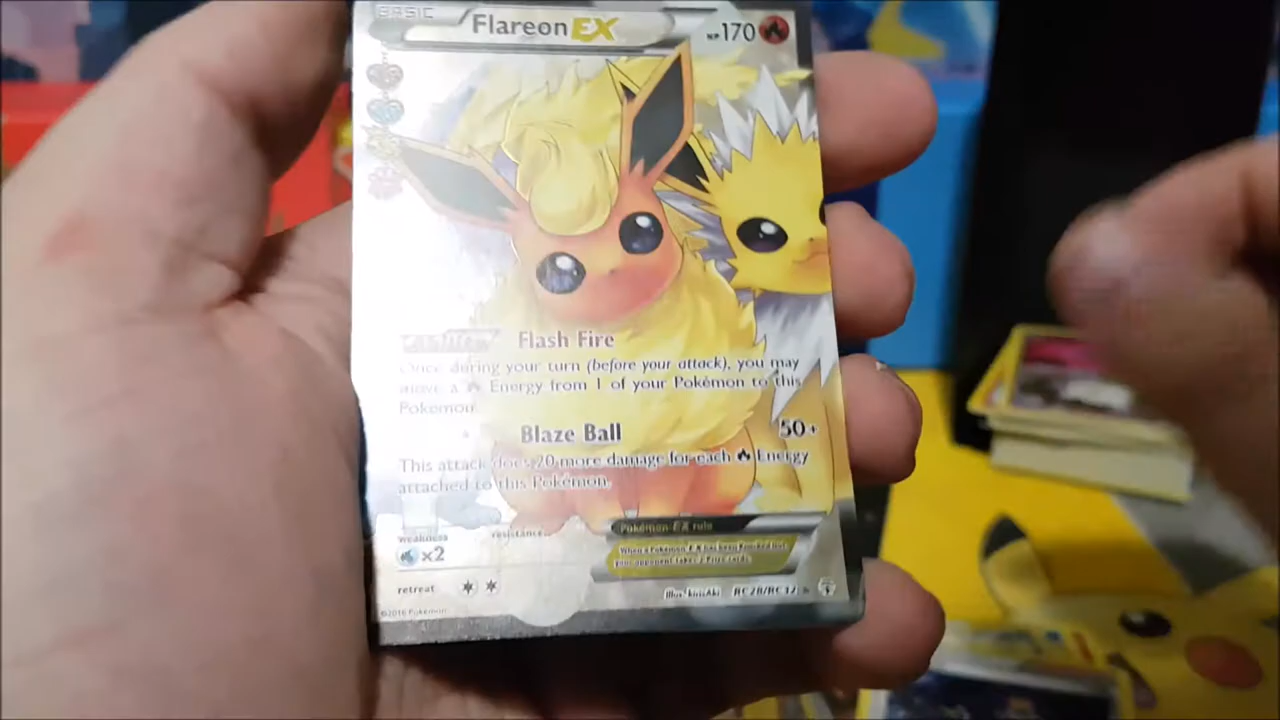 BASIC
Flareon EX
HP 170
Ability Flash Fire
Once during your turn (before your attack), you may
move a Energy from 1 of your Pokémon to this
Pokémon.
Blaze Ball 50+
This attack does 20 more damage for each Energy
attached to this Pokémon.
weakness resistance
x2
Pokémon-EX rule
When a Pokémon-EX has been Knocked Out,
your opponent takes 2 Prize cards.
retreat
Illus. kirisAki RC28/RC32
©2016 Pokémon